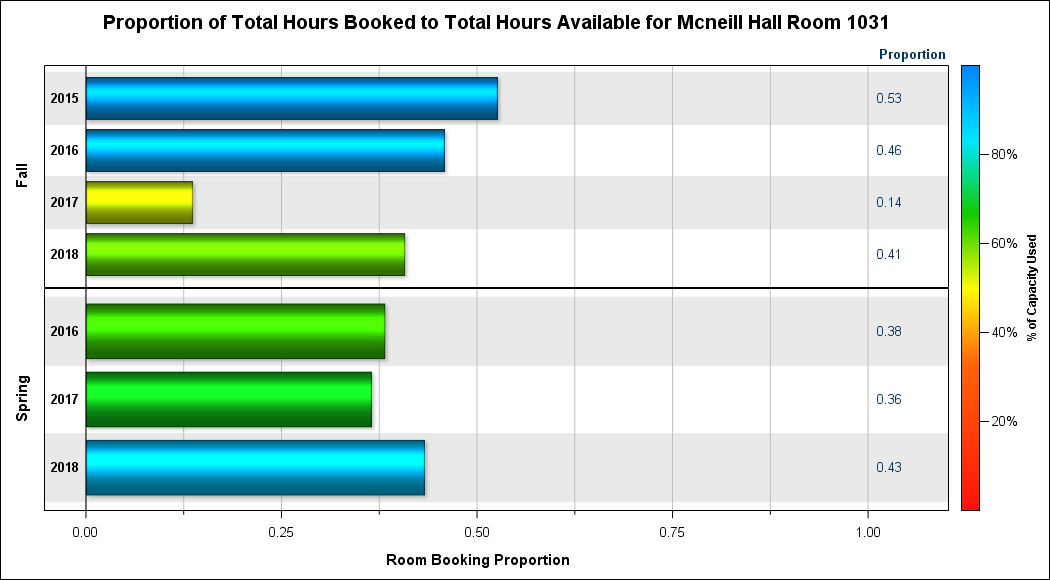 Proportion of Total Hours Booked to Total Hours Available for Mcneill Hall Room 1031
Proportion
Fall
2015 0.53
2016 0.46
2017 0.14
2018 0.41
Spring
2016 0.38
2017 0.36
2018 0.43
0.00 0.25 0.50 0.75 1.00
Room Booking Proportion
80%
60%
40%
20%
% of Capacity Used